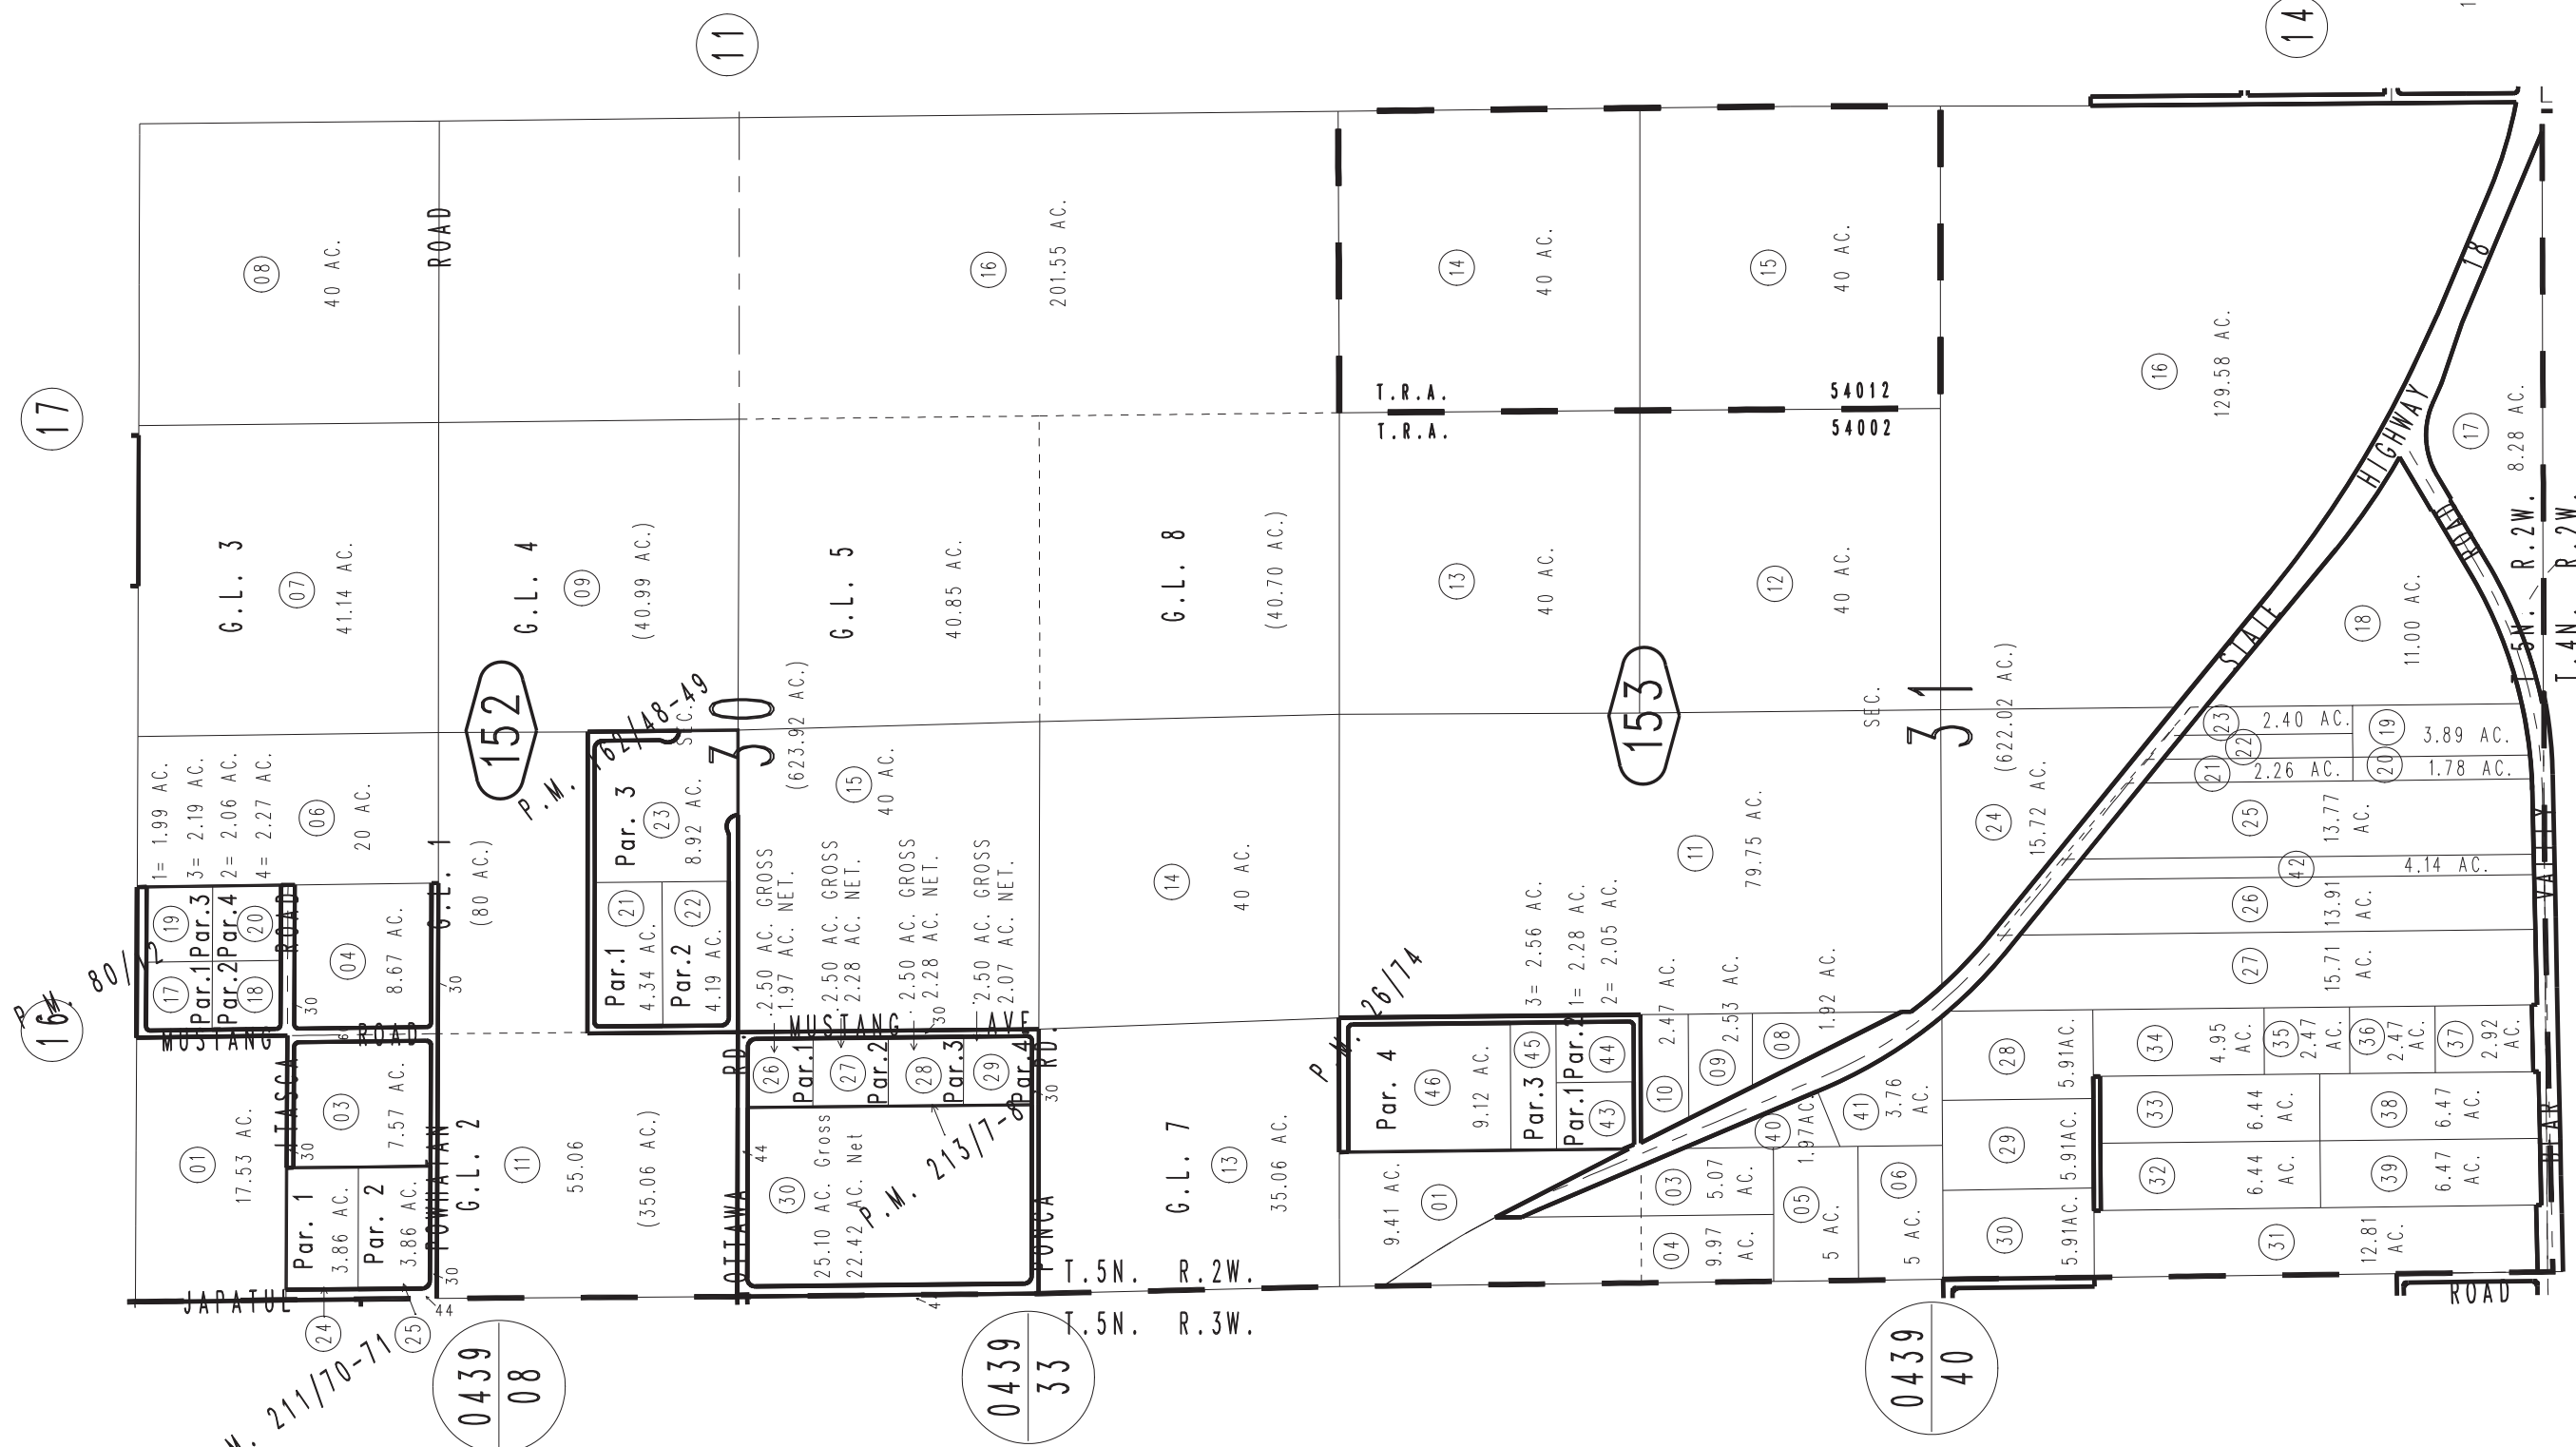 11
14
17
16
08
40 AC.
ROAD
16
201.55 AC.
14
40 AC.
15
40 AC.
T.R.A. 54012
T.R.A. 54002
16
129.58 AC.
STATE HIGHWAY 18
17
8.28 AC.
ROAD
18
11.00 AC.
T.5N. R.2W.
T.4N. R.2W.
G.L. 3
07
41.14 AC.
G.L. 4
09
(40.99 AC.)
G.L. 5
40.85 AC.
G.L. 8
(40.70 AC.)
13
40 AC.
12
40 AC.
152
153
SEC.
30
(623.92 AC.)
SEC.
31
(622.02 AC.)
P.M. 162/48-49
1= 1.99 AC.
3= 2.19 AC.
2= 2.06 AC.
4= 2.27 AC.
06
20 AC.
G.L. 1
(80 AC.)
Par. 3
23
8.92 AC.
21
Par.1
4.34 AC.
22
Par.2
4.19 AC.
15
40 AC.
2.50 AC. GROSS
1.97 AC. NET.
2.50 AC. GROSS
2.28 AC. NET.
2.50 AC. GROSS
2.28 AC. NET.
2.50 AC. GROSS
2.07 AC. NET.
14
40 AC.
11
79.75 AC.
24
15.72 AC.
23
2.40 AC.
22
21
2.26 AC.
19
3.89 AC.
20
1.78 AC.
25
13.77
AC.
42
4.14 AC.
26
13.91
AC.
27
15.71
AC.
P.M. 80/12
19
Par.3
Par.4
20
17
Par.1
Par.2
18
ROAD
04
8.67 AC.
30
30
MUSTANG ROAD
ITASCA
01
17.53 AC.
03
7.57 AC.
30
Par. 1
3.86 AC.
Par. 2
3.86 AC.
POWHATAN
G.L. 2
30
44
JAPATUL
24
25
P.M. 211/70-71
11
55.06
(35.06 AC.)
OTTAWA RD.
MUSTANG AVE.
30
26
Par.1
27
Par.2
28
Par.3
29
Par.4
44
30
25.10 AC. Gross
22.42 AC. Net
P.M. 213/7-8
PONCA RD.
30
G.L. 7
13
35.06 AC.
T.5N. R.2W.
T.5N. R.3W.
P.M. 26/74
3= 2.56 AC.
1= 2.28 AC.
2= 2.05 AC.
Par. 4
46
9.12 AC.
45
Par.3
Par.2
44
Par.1
43
01
9.41 AC.
2.47 AC.
10
2.53 AC.
09
1.92 AC.
08
40
1.97AC.
41
3.76
AC.
03
5.07
AC.
04
9.97
AC.
05
5 AC.
06
5 AC.
28
5.91AC.
29
5.91AC.
30
5.91AC.
34
4.95
AC.
35
2.47
AC.
36
2.47
AC.
37
2.92
AC.
33
6.44
AC.
38
6.47
AC.
32
6.44
AC.
39
6.47
AC.
31
12.81
AC.
ROAD
0439
08
0439
33
0439
40